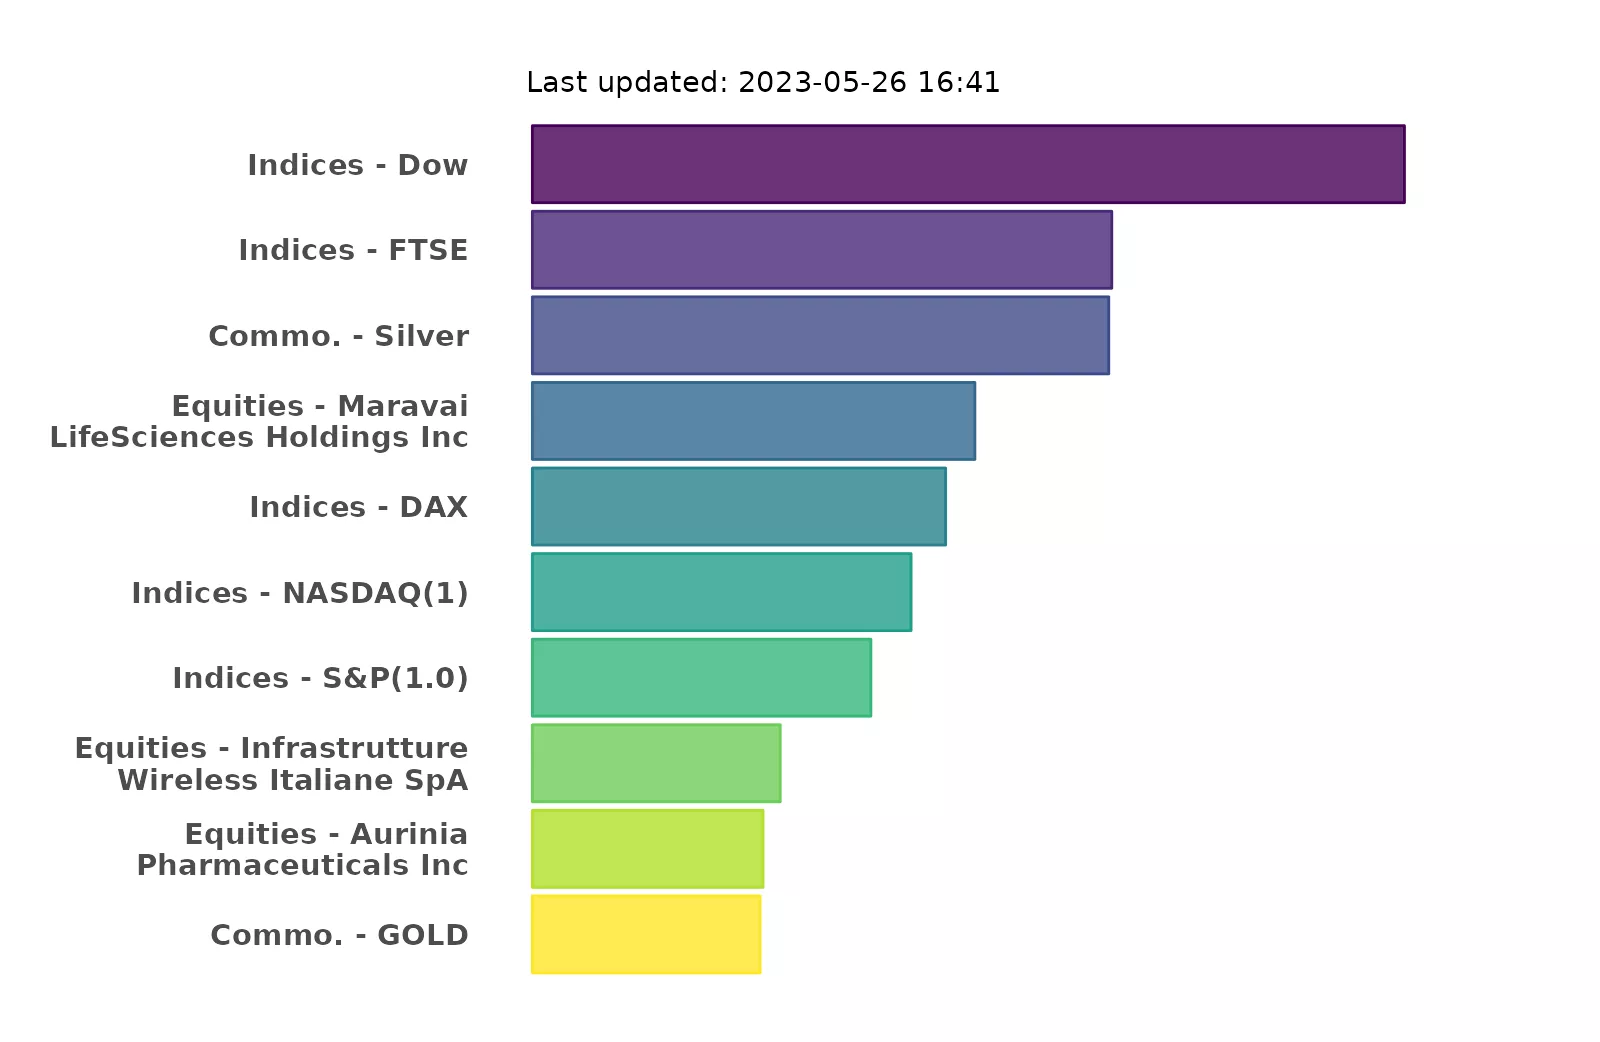 Last updated: 2023-05-26 16:41
Indices - Dow
Indices - FTSE
Commo. - Silver
Equities - Maravai
LifeSciences Holdings Inc
Indices - DAX
Indices - NASDAQ(1)
Indices - S&P(1.0)
Equities - Infrastrutture
Wireless Italiane SpA
Equities - Aurinia
Pharmaceuticals Inc
Commo. - GOLD